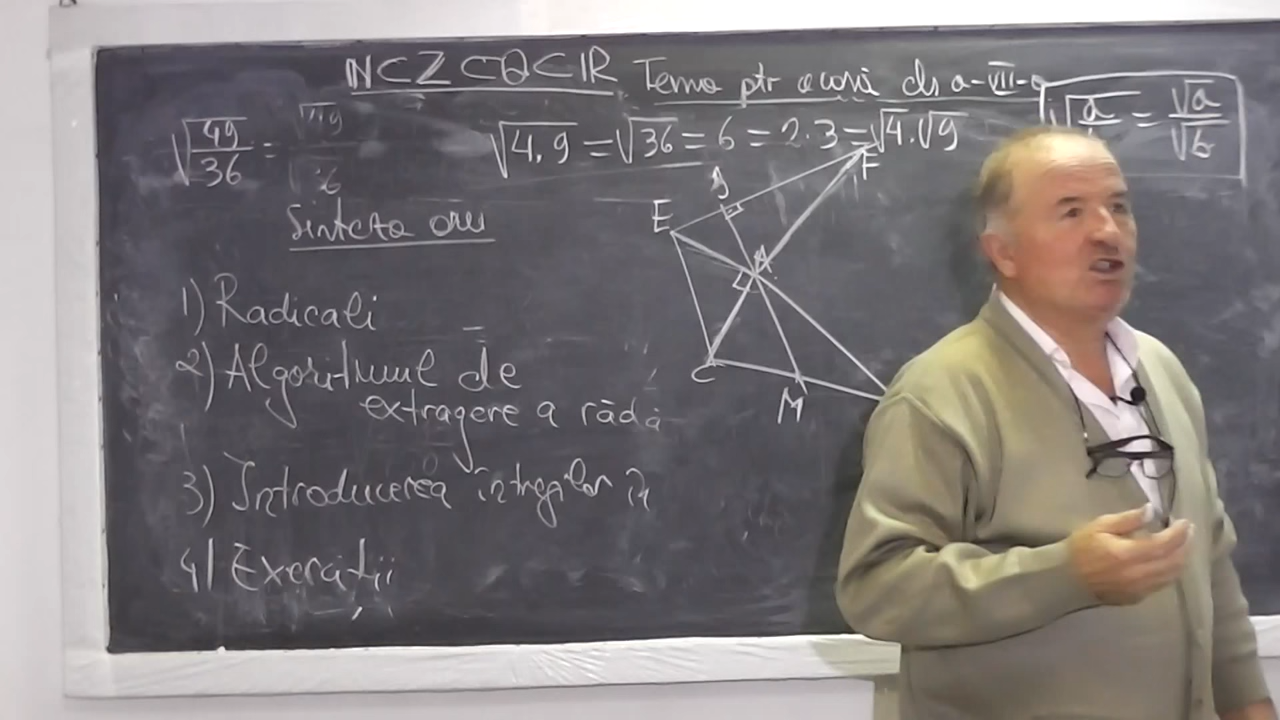 ℕ⊂ℤ⊂ℚ⊂ℝ Tema ptr acasă cls a-VII-a
√(49/36) = √49/√36
√(4.9) = √36 = 6 = 2.3 = √4.√9
√(a/b) = √a/√b
E F
A
C M
Sinteza orei
1) Radicali
2) Algoritmul de
extragere a rădă
3) Introducerea întregilor în
4) Exerciții